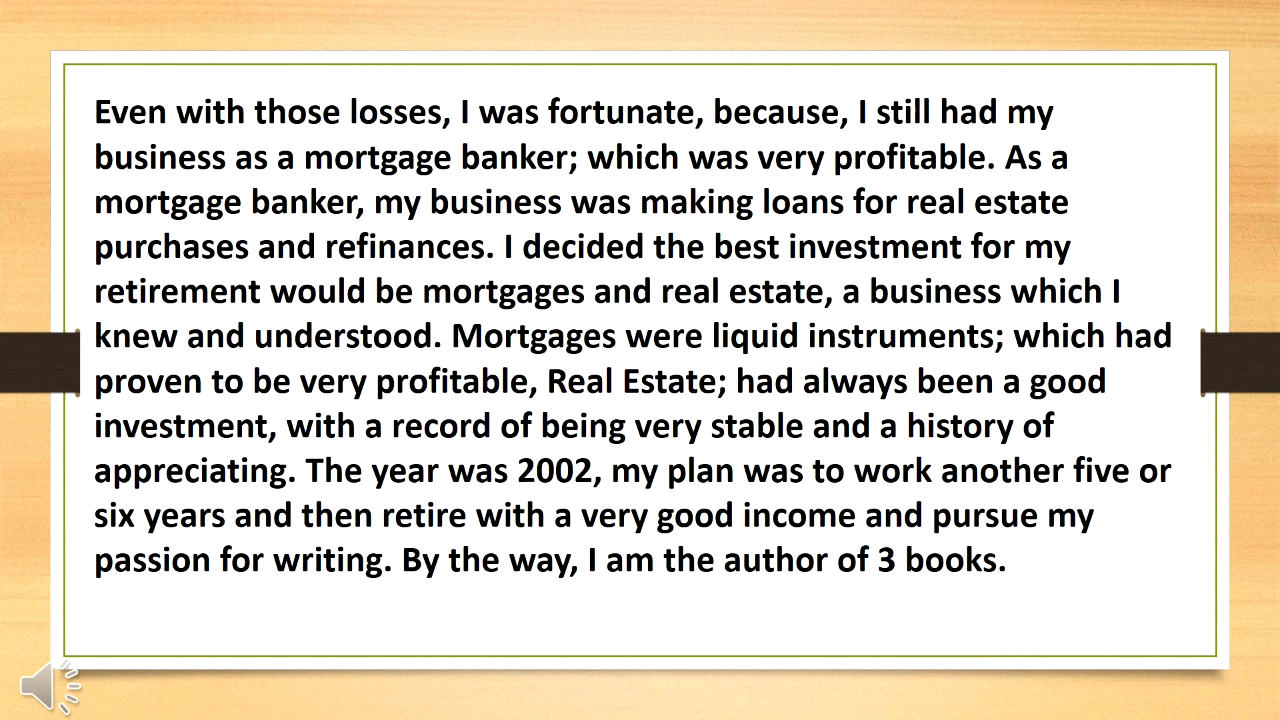 Even with those losses, I was fortunate, because, I still had my
business as a mortgage banker; which was very profitable. As a
mortgage banker, my business was making loans for real estate
purchases and refinances. I decided the best investment for my
retirement would be mortgages and real estate, a business which I
knew and understood. Mortgages were liquid instruments; which had
proven to be very profitable, Real Estate; had always been a good
investment, with a record of being very stable and a history of
appreciating. The year was 2002, my plan was to work another five or
six years and then retire with a very good income and pursue my
passion for writing. By the way, I am the author of 3 books.